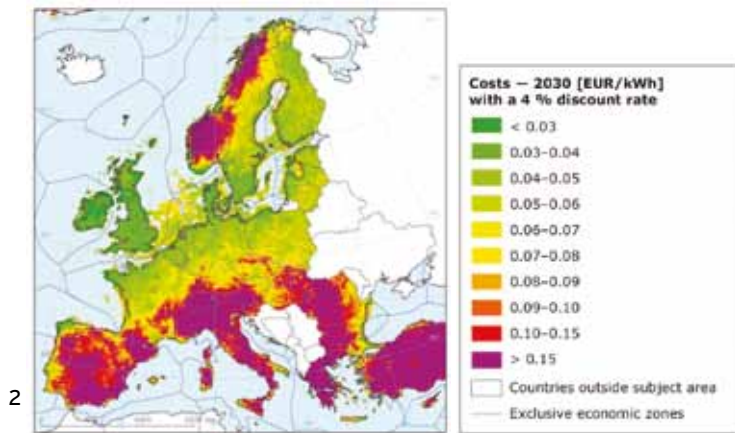 Costs — 2030 [EUR/kWh]
with a 4 % discount rate
< 0.03
0.03–0.04
0.04–0.05
0.05–0.06
0.06–0.07
0.07–0.08
0.08–0.09
0.09–0.10
0.10–0.15
> 0.15
Countries outside subject area
Exclusive economic zones
2